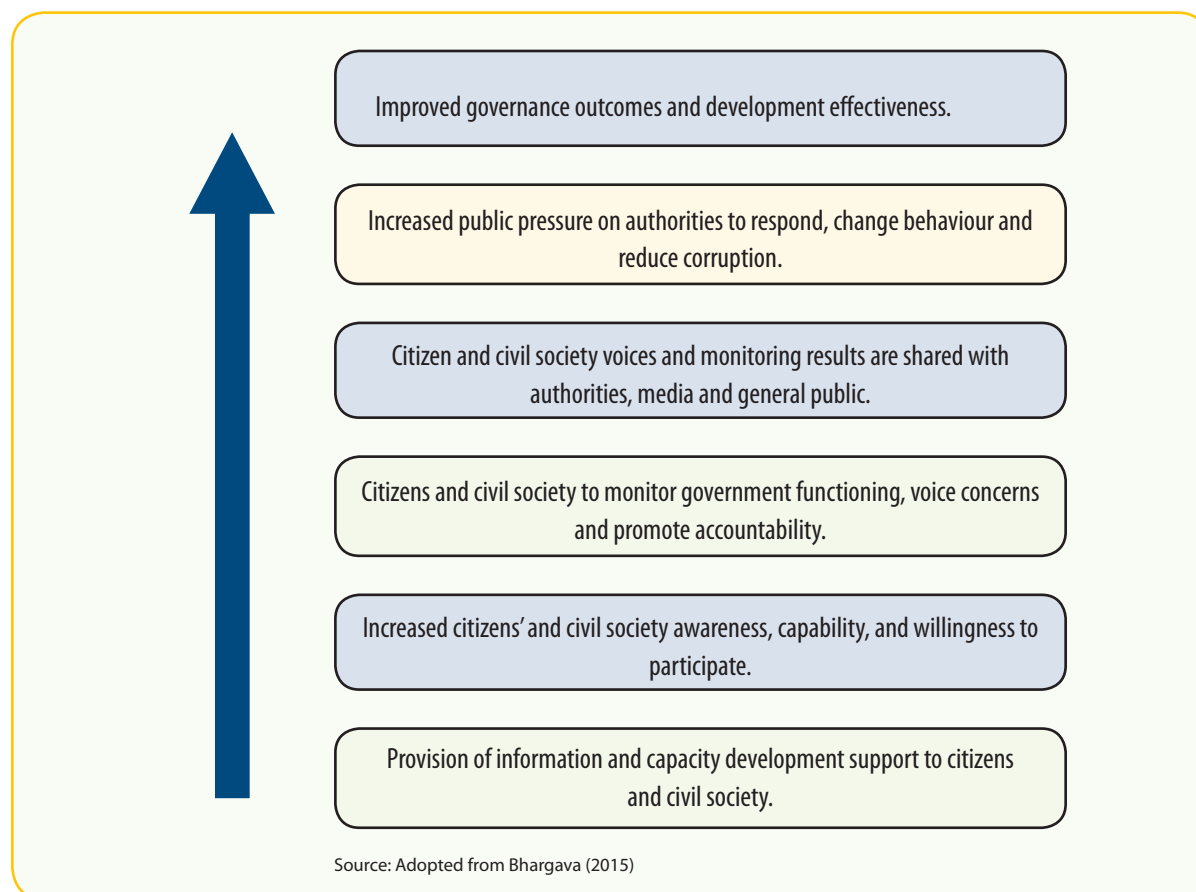 Improved governance outcomes and development effectiveness.
Increased public pressure on authorities to respond, change behaviour and
reduce corruption.
Citizen and civil society voices and monitoring results are shared with
authorities, media and general public.
Citizens and civil society to monitor government functioning, voice concerns
and promote accountability.
Increased citizens’ and civil society awareness, capability, and willingness to
participate.
Provision of information and capacity development support to citizens
and civil society.
Source: Adopted from Bhargava (2015)